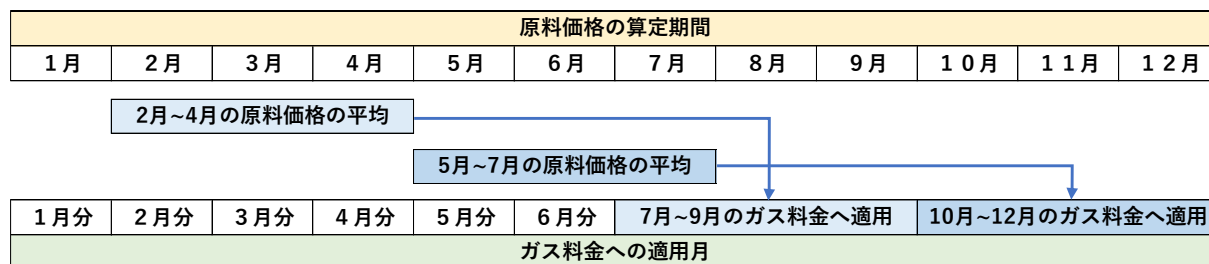 原料価格の算定期間
１月 ２月 ３月 ４月 ５月 ６月 ７月 ８月 ９月 １０月 １１月 １２月
2月~4月の原料価格の平均
5月~7月の原料価格の平均
１月分 ２月分 ３月分 ４月分 ５月分 ６月分 7月~9月のガス料金へ適用 10月~12月のガス料金へ適用
ガス料金への適用月